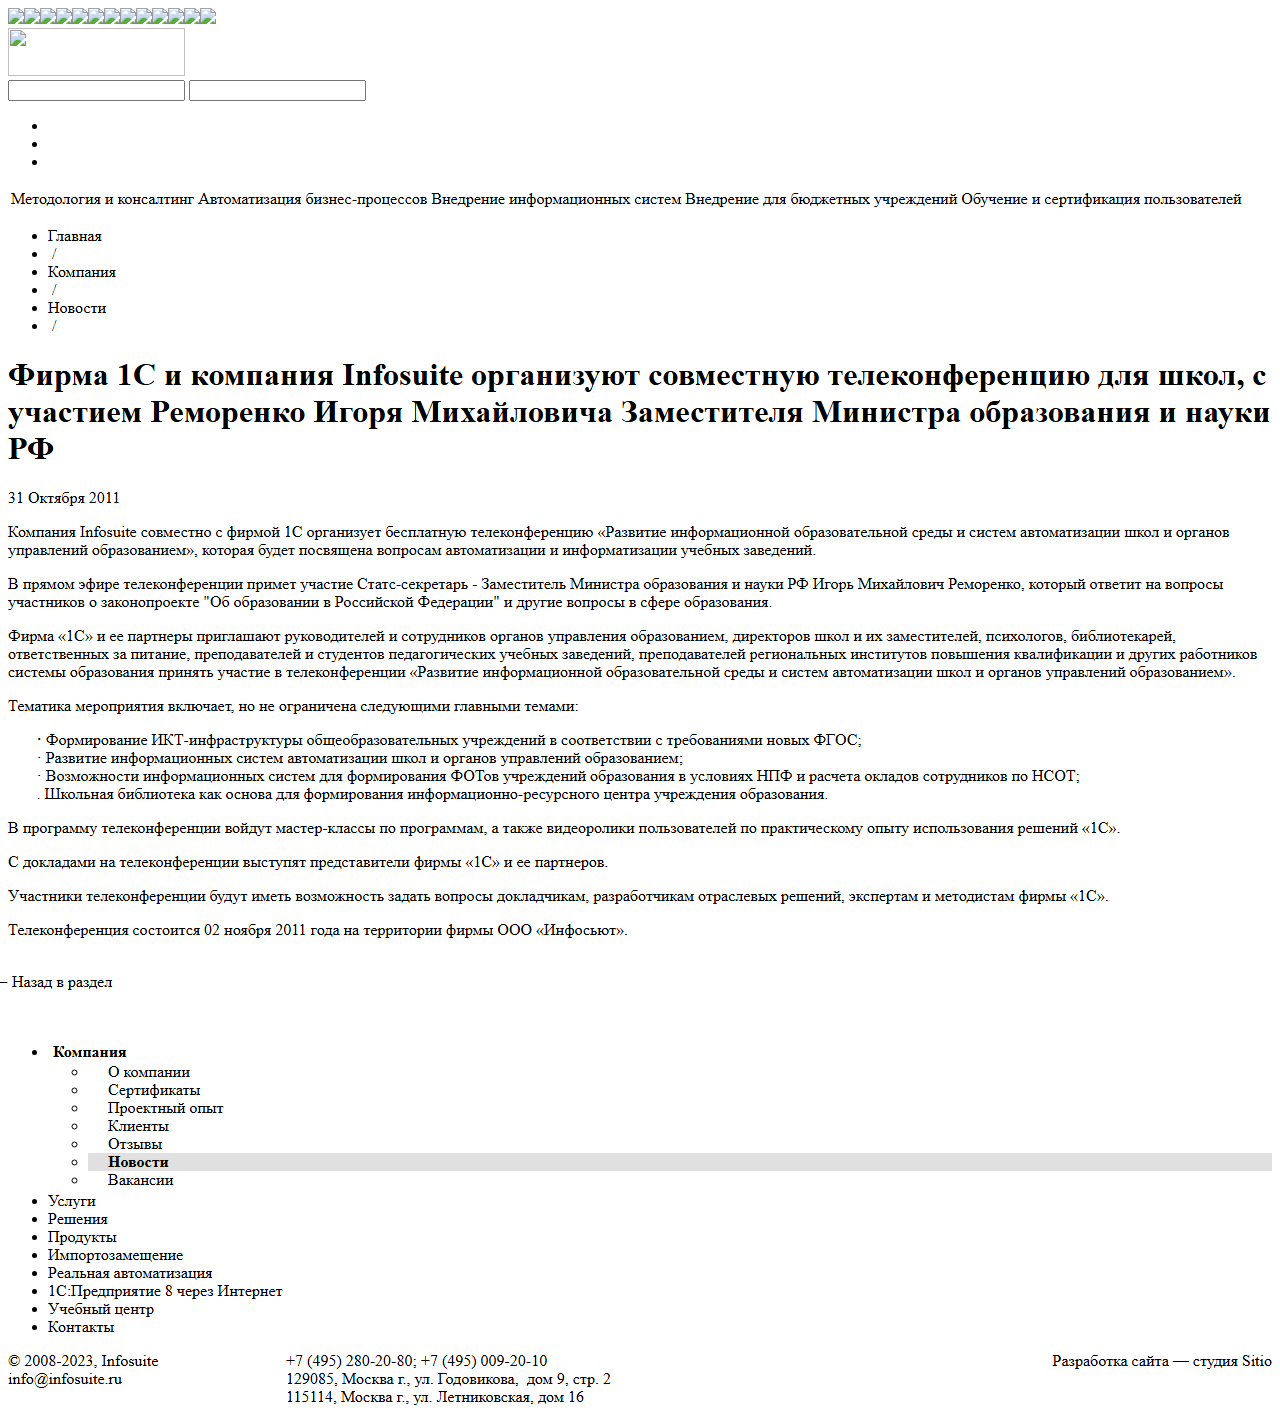 Методология и консалтинг Автоматизация бизнес-процессов Внедрение информационных систем Внедрение для бюджетных учреждений Обучение и сертификация пользователей
Главная
/
Компания
/
Новости
/
Фирма 1С и компания Infosuite организуют совместную телеконференцию для школ, с
участием Реморенко Игоря Михайловича Заместителя Министра образования и науки
РФ
31 Октября 2011
Компания Infosuite совместно с фирмой 1С организует бесплатную телеконференцию «Развитие информационной образовательной среды и систем автоматизации школ и органов
управлений образованием», которая будет посвящена вопросам автоматизации и информатизации учебных заведений.
В прямом эфире телеконференции примет участие Статс-секретарь - Заместитель Министра образования и науки РФ Игорь Михайлович Реморенко, который ответит на вопросы
участников о законопроекте "Об образовании в Российской Федерации" и другие вопросы в сфере образования.
Фирма «1С» и ее партнеры приглашают руководителей и сотрудников органов управления образованием, директоров школ и их заместителей, психологов, библиотекарей,
ответственных за питание, преподавателей и студентов педагогических учебных заведений, преподавателей региональных институтов повышения квалификации и других работников
системы образования принять участие в телеконференции «Развитие информационной образовательной среды и систем автоматизации школ и органов управлений образованием».
Тематика мероприятия включает, но не ограничена следующими главными темами:
· Формирование ИКТ-инфраструктуры общеобразовательных учреждений в соответствии с требованиями новых ФГОС;
· Развитие информационных систем автоматизации школ и органов управлений образованием;
· Возможности информационных систем для формирования ФОТов учреждений образования в условиях НПФ и расчета окладов сотрудников по НСОТ;
. Школьная библиотека как основа для формирования информационно-ресурсного центра учреждения образования.
В программу телеконференции войдут мастер-классы по программам, а также видеоролики пользователей по практическому опыту использования решений «1С».
С докладами на телеконференции выступят представители фирмы «1С» и ее партнеров.
Участники телеконференции будут иметь возможность задать вопросы докладчикам, разработчикам отраслевых решений, экспертам и методистам фирмы «1С».
Телеконференция состоится 02 ноября 2011 года на территории фирмы ООО «Инфосьют».
– Назад в раздел
Компания
О компании
Сертификаты
Проектный опыт
Клиенты
Отзывы
Новости
Вакансии
Услуги
Решения
Продукты
Импортозамещение
Реальная автоматизация
1С:Предприятие 8 через Интернет
Учебный центр
Контакты
© 2008-2023, Infosuite
info@infosuite.ru
+7 (495) 280-20-80; +7 (495) 009-20-10
129085, Москва г., ул. Годовикова, дом 9, стр. 2
115114, Москва г., ул. Летниковская, дом 16
Разработка сайта — студия Sitio